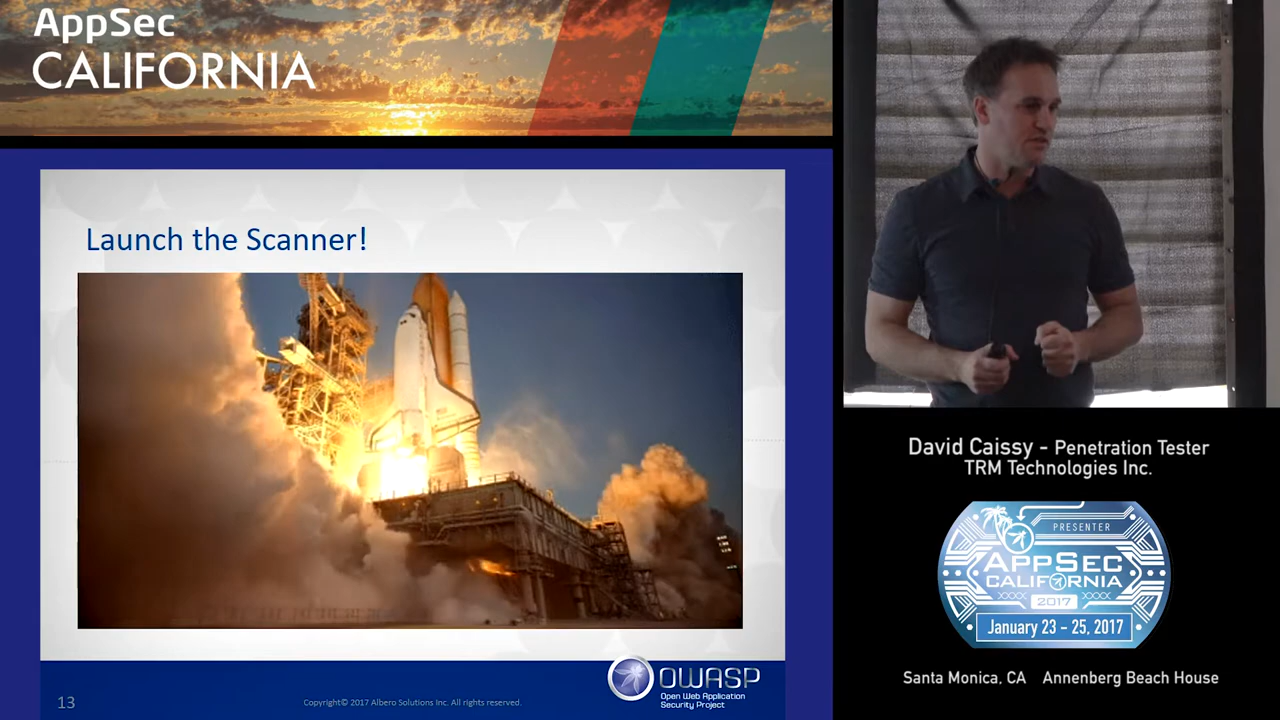 AppSec
CALIFORNIA
Launch the Scanner!
13
Copyright© 2017 Albero Solutions Inc. All rights reserved.
OWASP
Open Web Application
Security Project
David Caissy - Penetration Tester
TRM Technologies Inc.
PRESENTER
APPSEC
CALIFORNIA
2017
January 23 - 25, 2017
Santa Monica, CA Annenberg Beach House